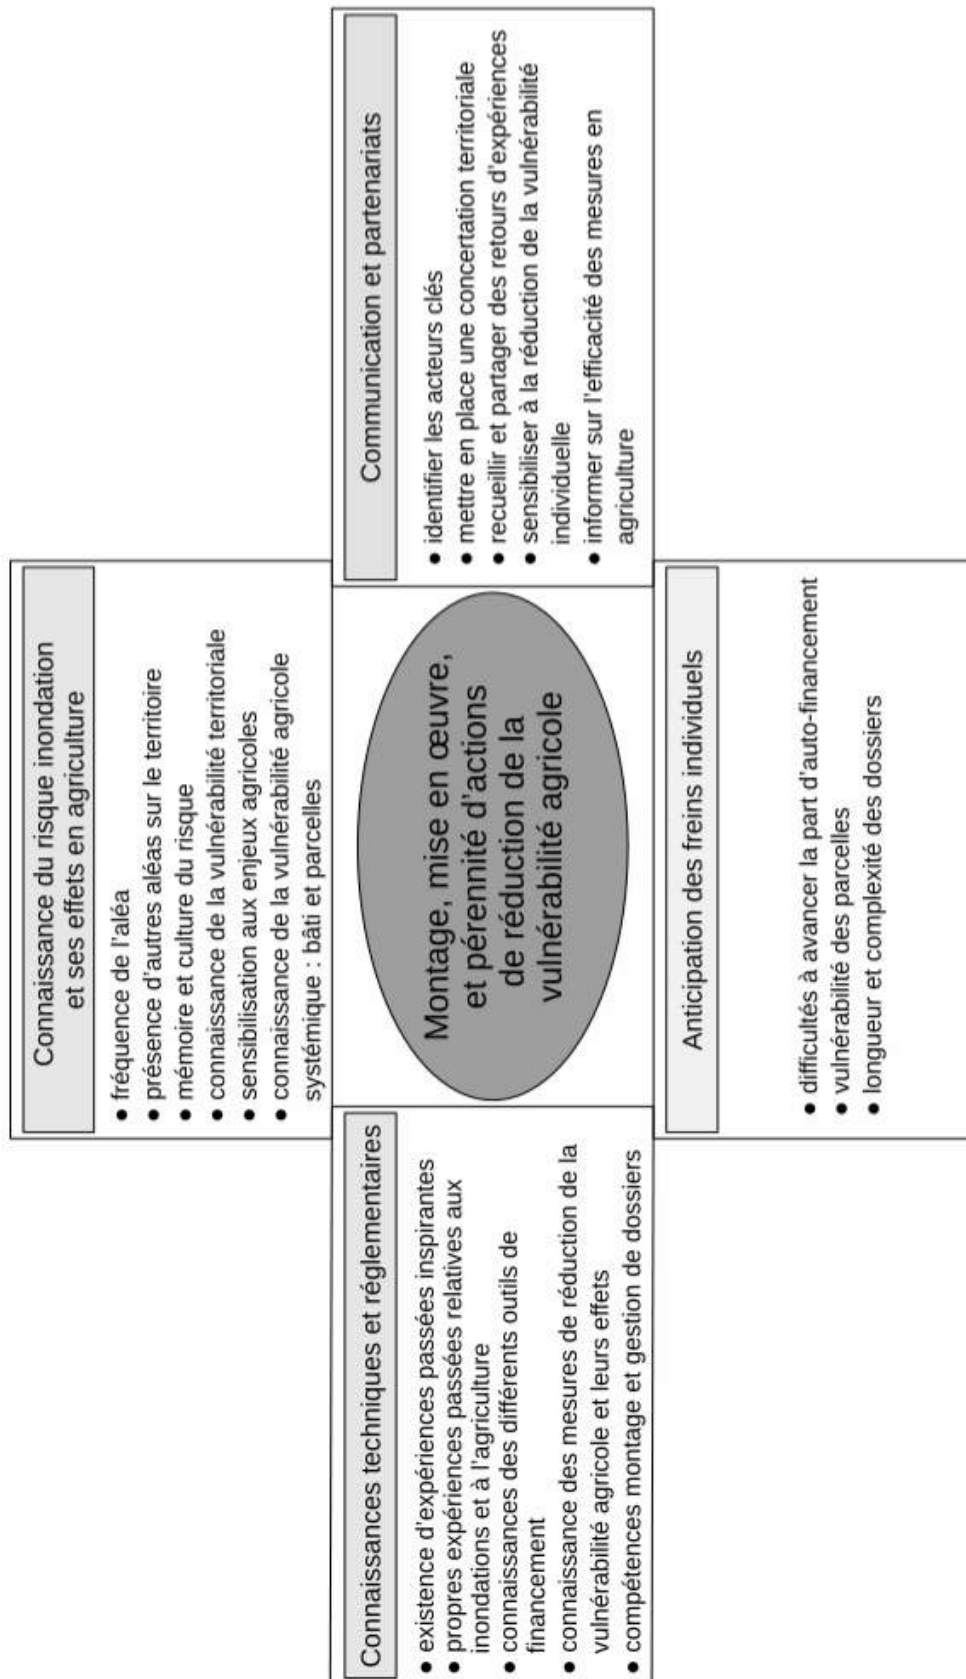 Connaissance du risque inondation
et ses effets en agriculture
● fréquence de l'aléa
● présence d'autres aléas sur le territoire
● mémoire et culture du risque
● connaissance de la vulnérabilité territoriale
● sensibilisation aux enjeux agricoles
● connaissance de la vulnérabilité agricole
systémique : bâti et parcelles
Connaissances techniques et réglementaires
● existence d'expériences passées inspirantes
● propres expériences passées relatives aux
inondations et à l'agriculture
● connaissances des différents outils de
financement
● connaissance des mesures de réduction de la
vulnérabilité agricole et leurs effets
● compétences montage et gestion de dossiers
Montage, mise en œuvre,
et pérennité d'actions
de réduction de la
vulnérabilité agricole
Communication et partenariats
● identifier les acteurs clés
● mettre en place une concertation territoriale
● recueillir et partager des retours d'expériences
● sensibiliser à la réduction de la vulnérabilité
individuelle
● informer sur l'efficacité des mesures en
agriculture
Anticipation des freins individuels
● difficultés à avancer la part d'auto-financement
● vulnérabilité des parcelles
● longueur et complexité des dossiers